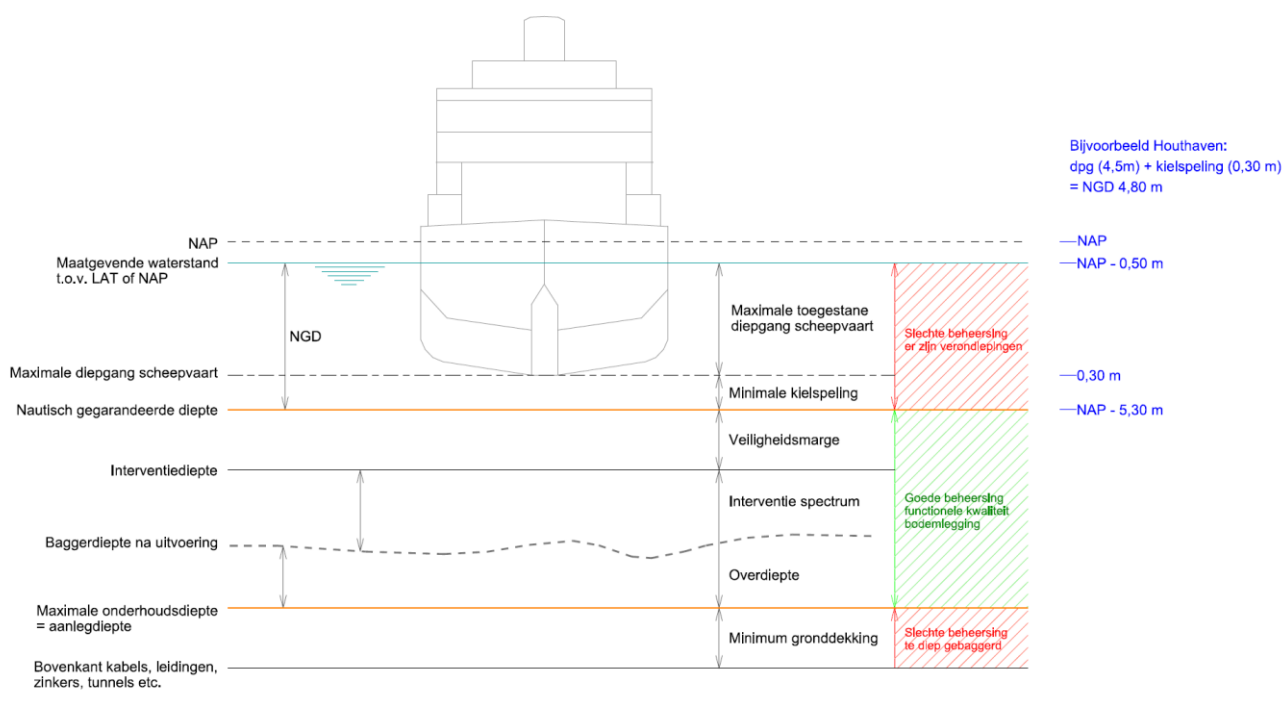 Bijvoorbeeld Houthaven:
dpg (4,5m) + kielspeling (0,30 m)
= NGD 4,80 m
NAP
NAP
Maatgevende waterstand
t.o.v. LAT of NAP
NAP - 0,50 m
Maximale toegestane
diepgang scheepvaart
NGD
Slechte beheersing
er zijn verondiepingen
Maximale diepgang scheepvaart
0,30 m
Minimale kielspeling
Nautisch gegarandeerde diepte
NAP - 5,30 m
Veiligheidsmarge
Interventiediepte
Interventie spectrum
Goede beheersing
functionele kwaliteit
bodemlegging
Baggerdiepte na uitvoering
Overdiepte
Maximale onderhoudsdiepte
= aanlegdiepte
Minimum gronddekking
Slechte beheersing
te diep gebaggerd
Bovenkant kabels, leidingen,
zinkers, tunnels etc.